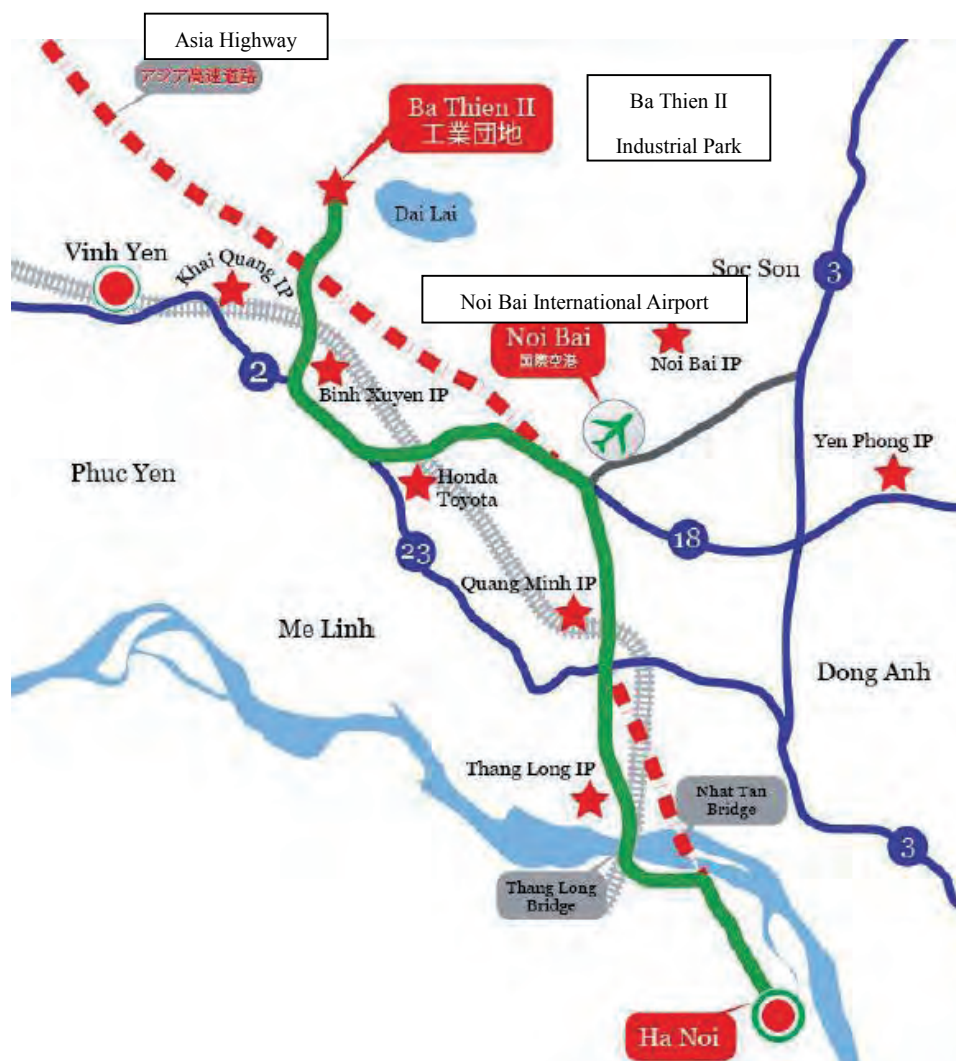 Asia Highway
アジア高速道路
Ba Thien II
工業団地
Ba Thien II
Industrial Park
Dai Lai
Vinh Yen
Khai Quang IP
Soc Son
3
Noi Bai International Airport
Noi Bai
国際空港
Noi Bai IP
2
Binh Xuyen IP
Yen Phong IP
Phuc Yen
Honda
Toyota
18
23
Quang Minh IP
Me Linh
Dong Anh
Thang Long IP
Nhat Tan
Bridge
3
Thang Long
Bridge
Ha Noi